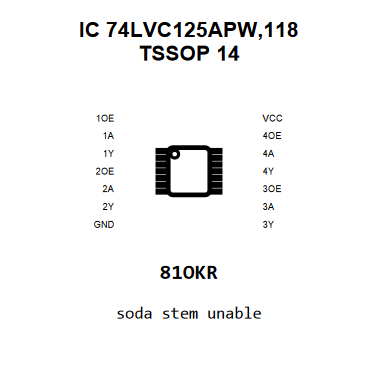 IC 74LVC125APW,118
TSSOP 14
1OE VCC
1A 4OE
1Y 4A
2OE 4Y
2A 3OE
2Y 3A
GND 3Y
810KR
soda stem unable